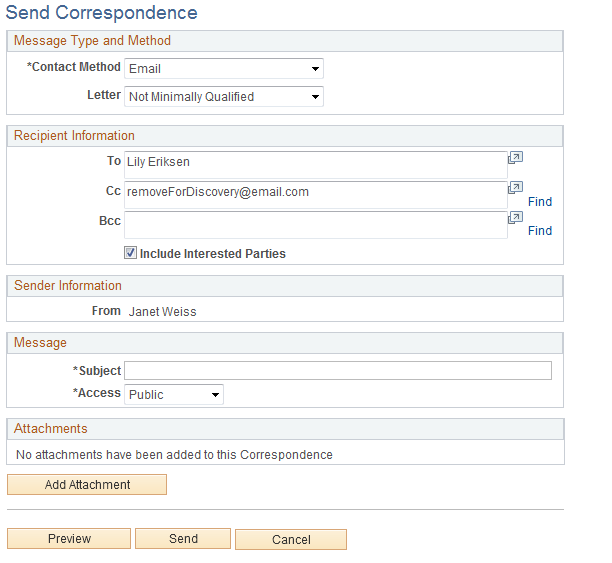 Send Correspondence
Message Type and Method
*Contact Method Email
Letter Not Minimally Qualified
Recipient Information
To Lily Eriksen
Cc removeForDiscovery@email.com
Find
Bcc
Find
Include Interested Parties
Sender Information
From Janet Weiss
Message
*Subject
*Access Public
Attachments
No attachments have been added to this Correspondence
Add Attachment
Preview Send Cancel